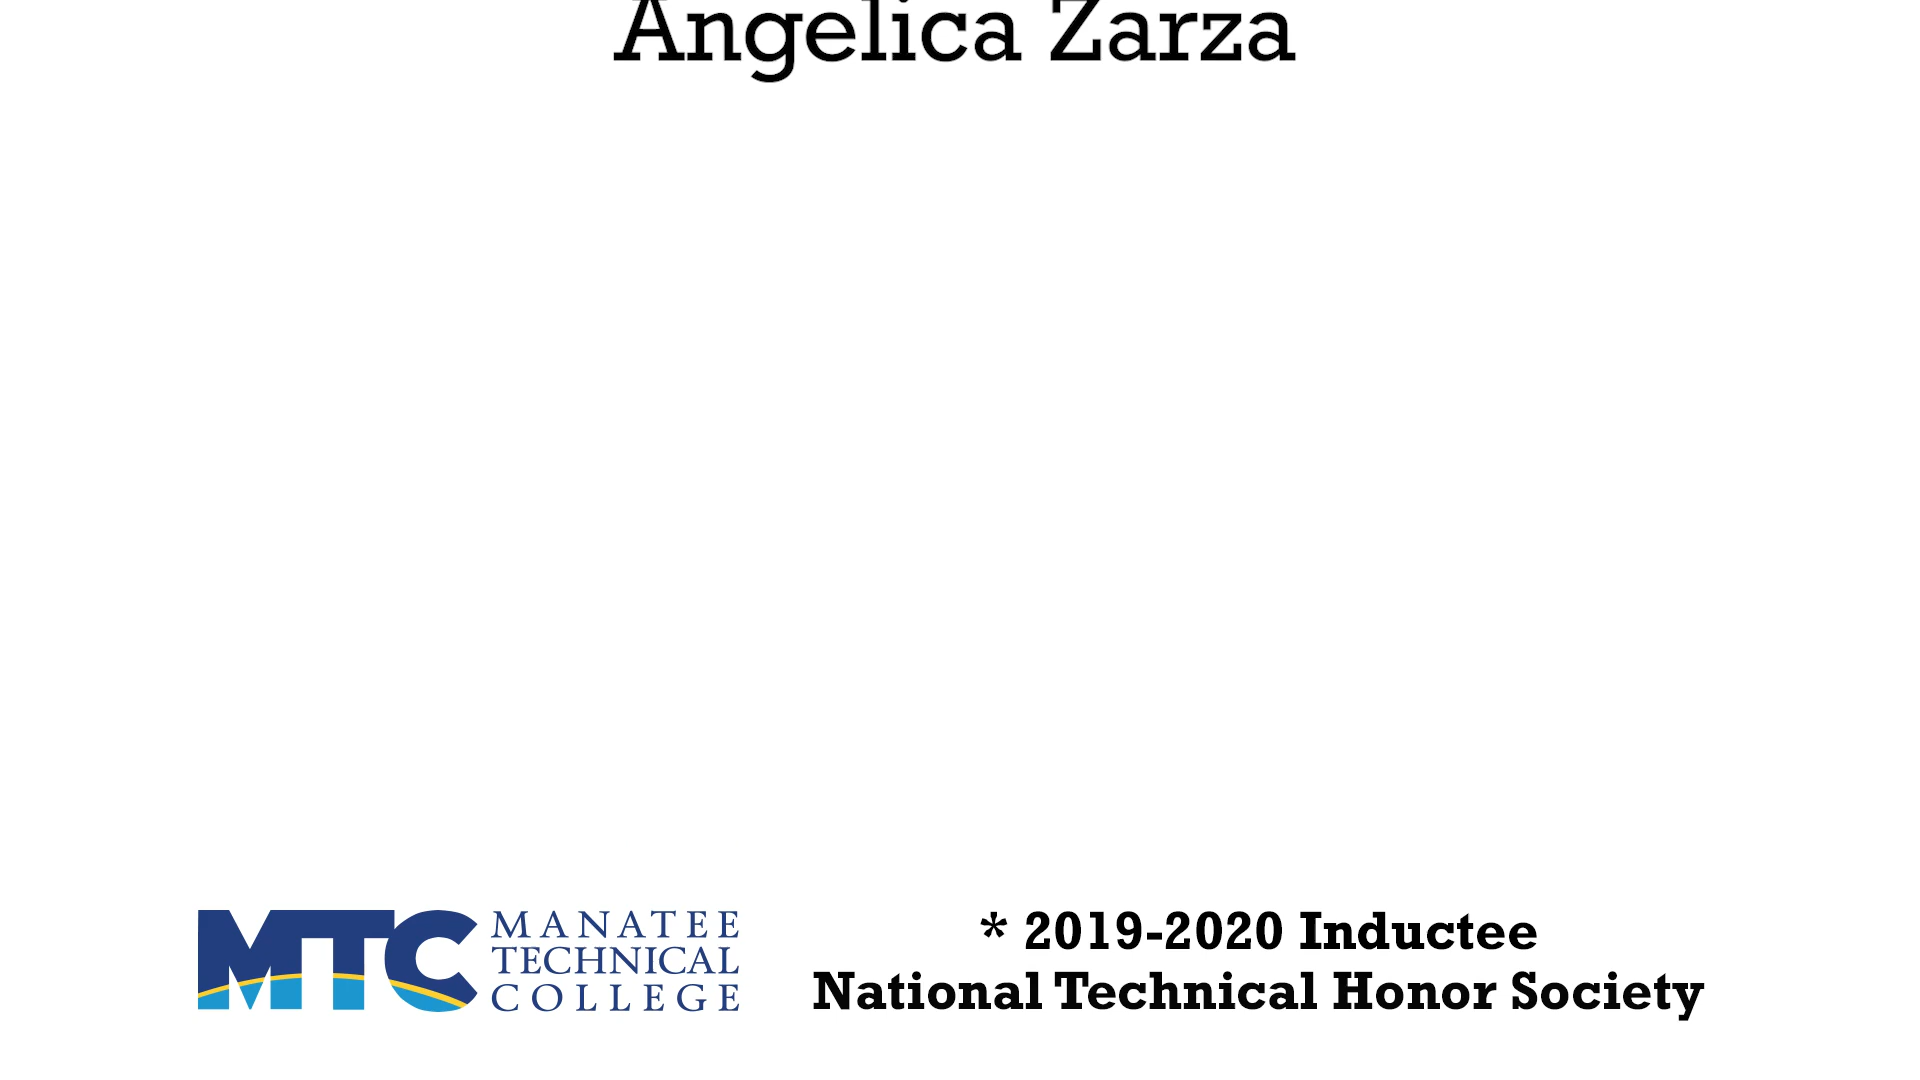 Angelica Zarza
MTC
MANATEE
TECHNICAL
COLLEGE
* 2019-2020 Inductee
National Technical Honor Society